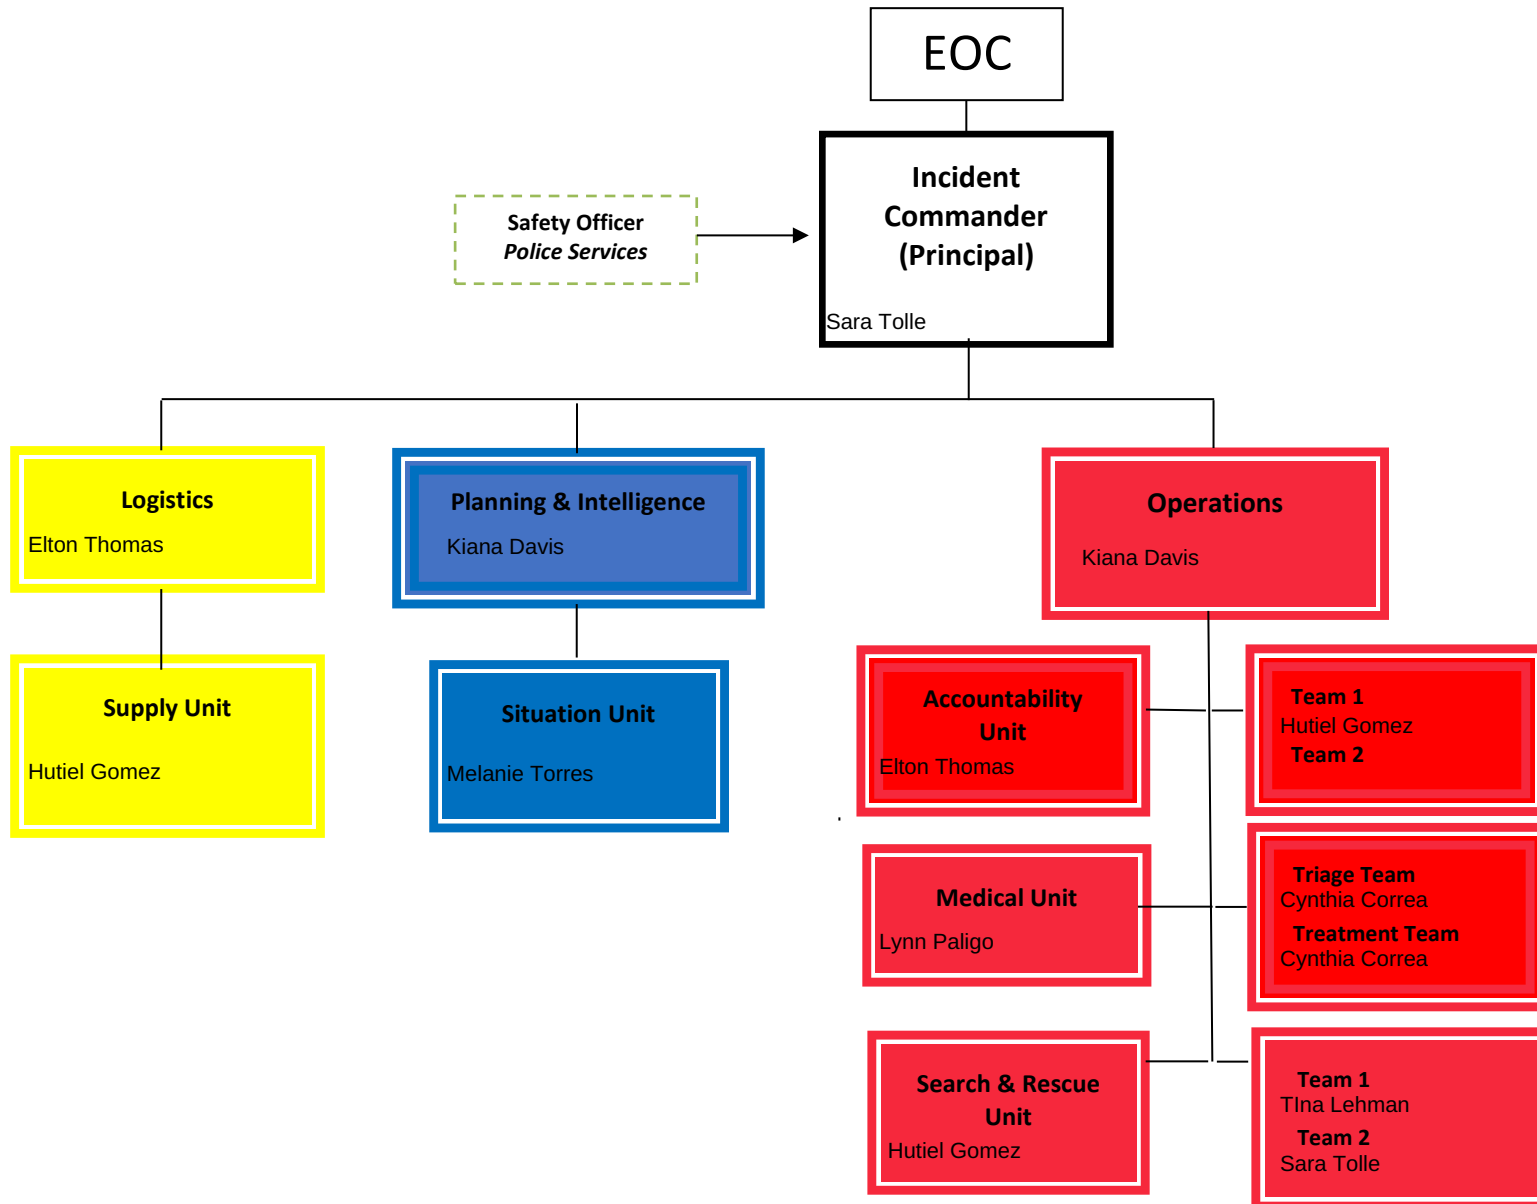 EOC
Incident
Commander
(Principal)
Sara Tolle
Safety Officer
Police Services
Logistics
Elton Thomas
Planning & Intelligence
Kiana Davis
Operations
Kiana Davis
Supply Unit
Hutiel Gomez
Situation Unit
Melanie Torres
Accountability
Unit
Elton Thomas
Team 1
Hutiel Gomez
Team 2
Medical Unit
Lynn Paligo
Triage Team
Cynthia Correa
Treatment Team
Cynthia Correa
Search & Rescue
Unit
Hutiel Gomez
Team 1
TIna Lehman
Team 2
Sara Tolle